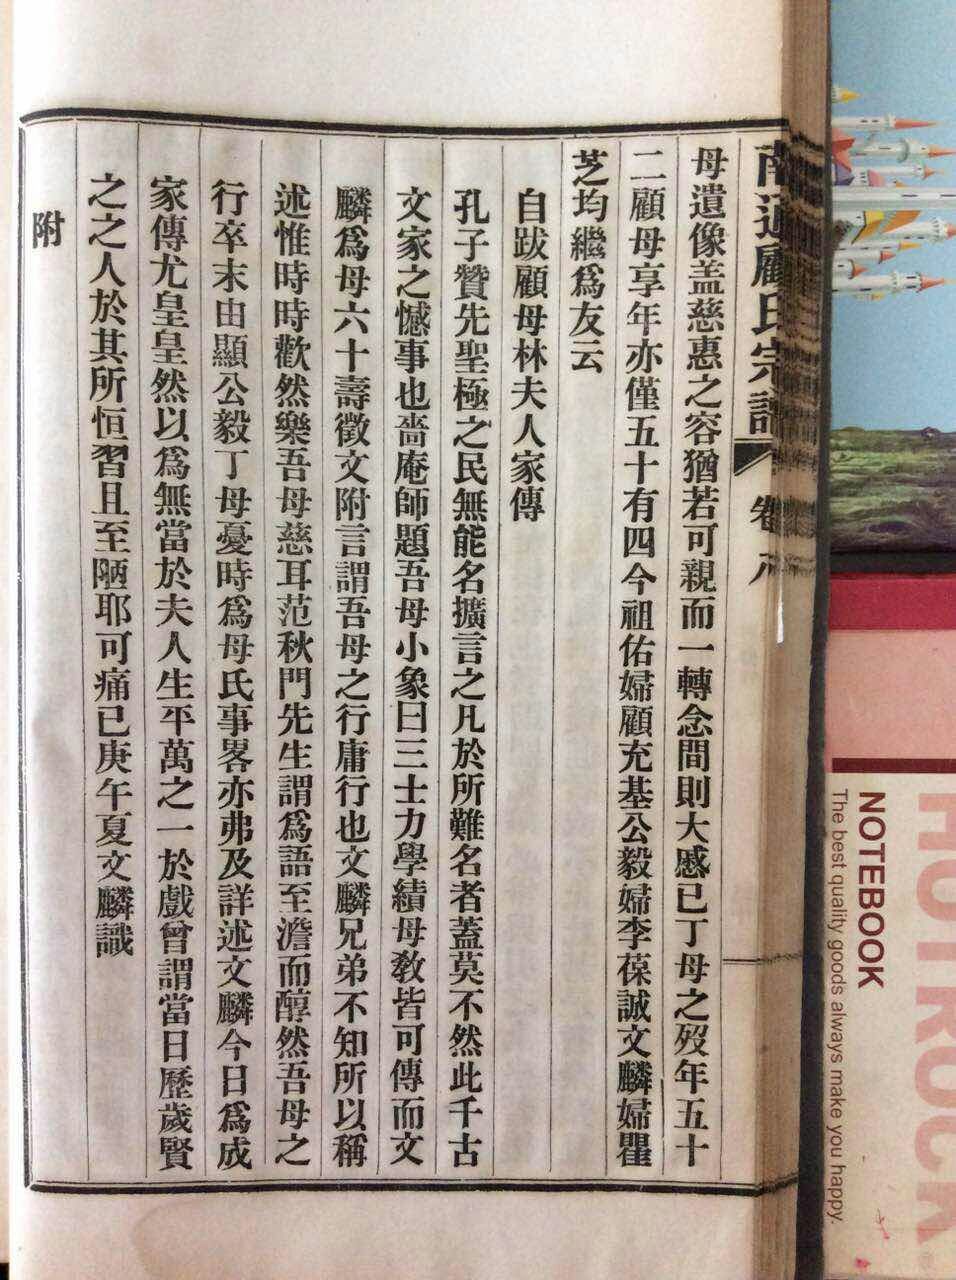 南通顧氏宗譜 卷八
母遺像盖慈惠之容猶若可親而一轉念間則大慼已丁母之歿年五十
二顧母享年亦僅五十有四今祖佑婦顧充基公毅婦李葆誠文麟婦瞿
芝均繼爲友云
自跋顧母林夫人家傳
孔子贊先聖極之民無能名擴言之凡於所難名者蓋莫不然此千古
文家之憾事也嗇庵師題吾母小象曰三士力學績母教皆可傳而文
麟爲母六十壽徵文附言謂吾母之行庸行也文麟兄弟不知所以稱
述惟時時歡然樂吾母慈耳范秋門先生謂爲語至澹而醇然吾母之
行卒末由顯公毅丁母憂時爲母氏事畧亦弗及詳述文麟今日爲成
家傳尤皇皇然以爲無當於夫人生平萬之一於戲曾謂當日歷歲賢
之之人於其所恒習且至陋耶可痛已庚午夏文麟識
附
NOTEBOOK
The best quality goods always make you happy.
HOTROCK